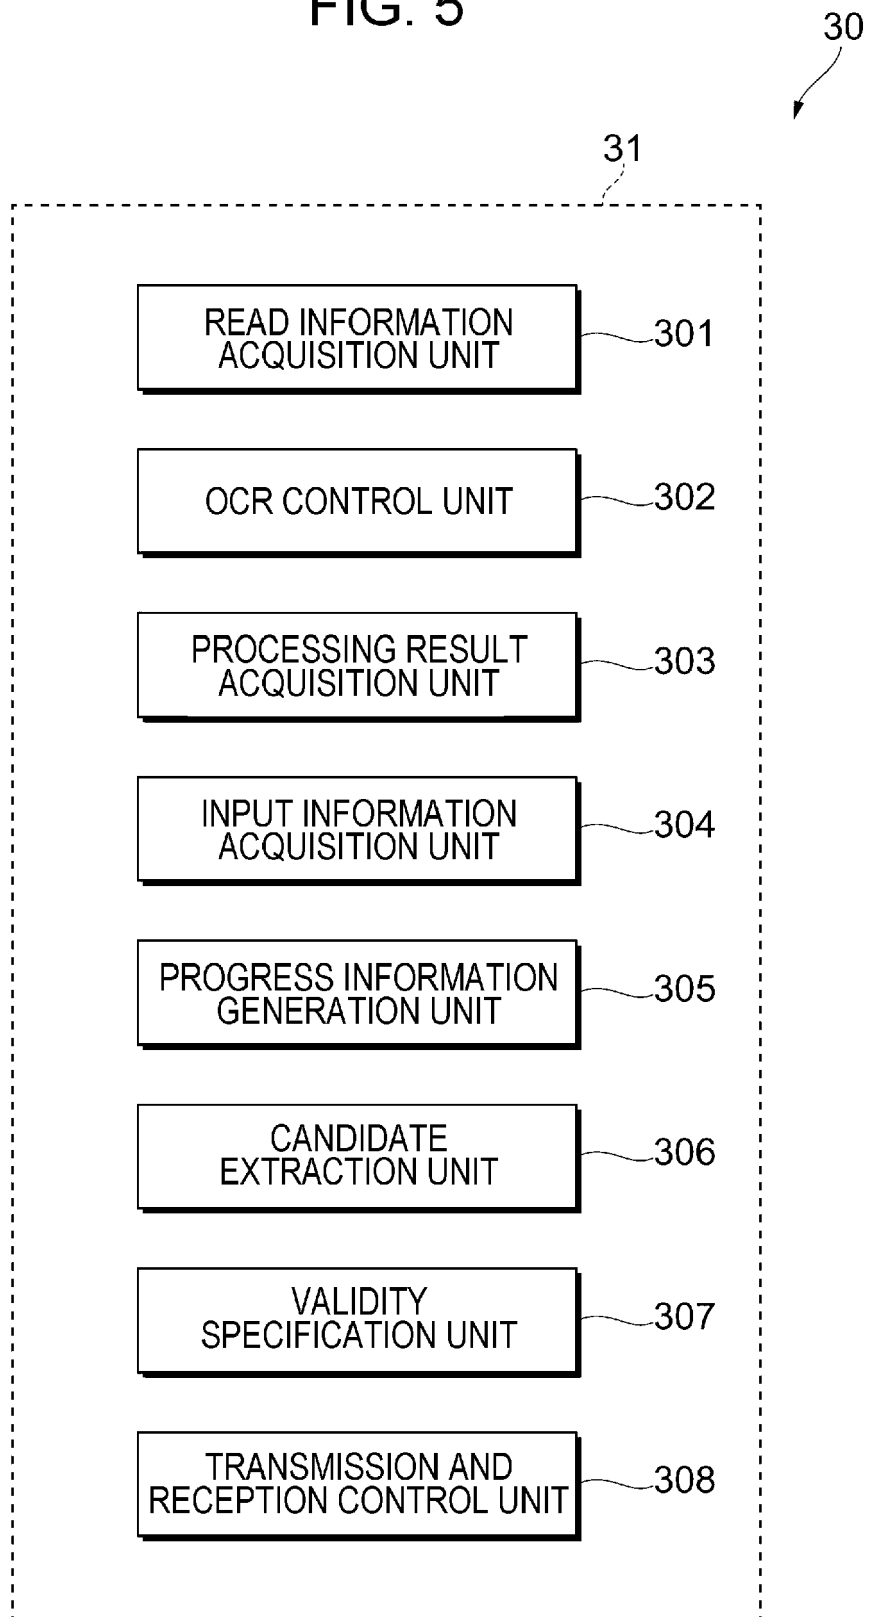 FIG. 5
30
31
READ INFORMATION
ACQUISITION UNIT
301
OCR CONTROL UNIT
302
PROCESSING RESULT
ACQUISITION UNIT
303
INPUT INFORMATION
ACQUISITION UNIT
304
PROGRESS INFORMATION
GENERATION UNIT
305
CANDIDATE
EXTRACTION UNIT
306
VALIDITY
SPECIFICATION UNIT
307
TRANSMISSION AND
RECEPTION CONTROL UNIT
308